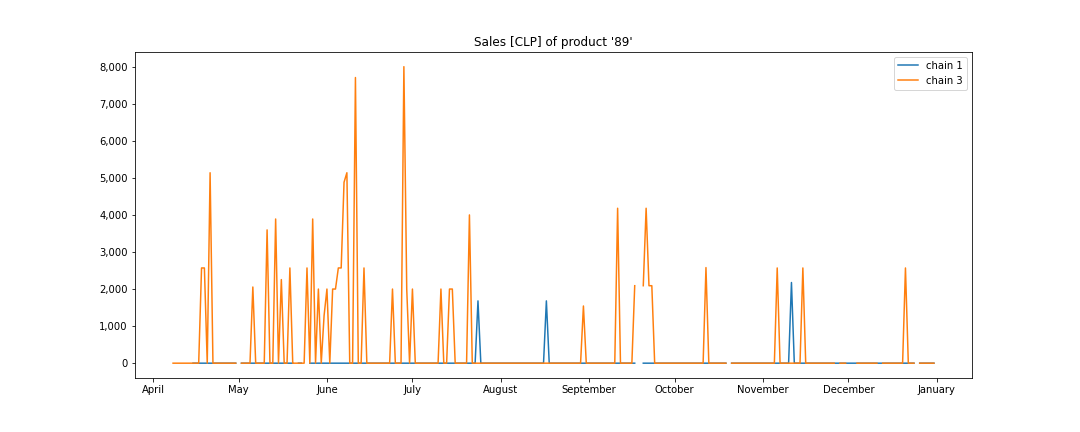 Sales [CLP] of product '89'
chain 1
chain 3
8,000
7,000
6,000
5,000
4,000
3,000
2,000
1,000
0
April May June July August September October November December January